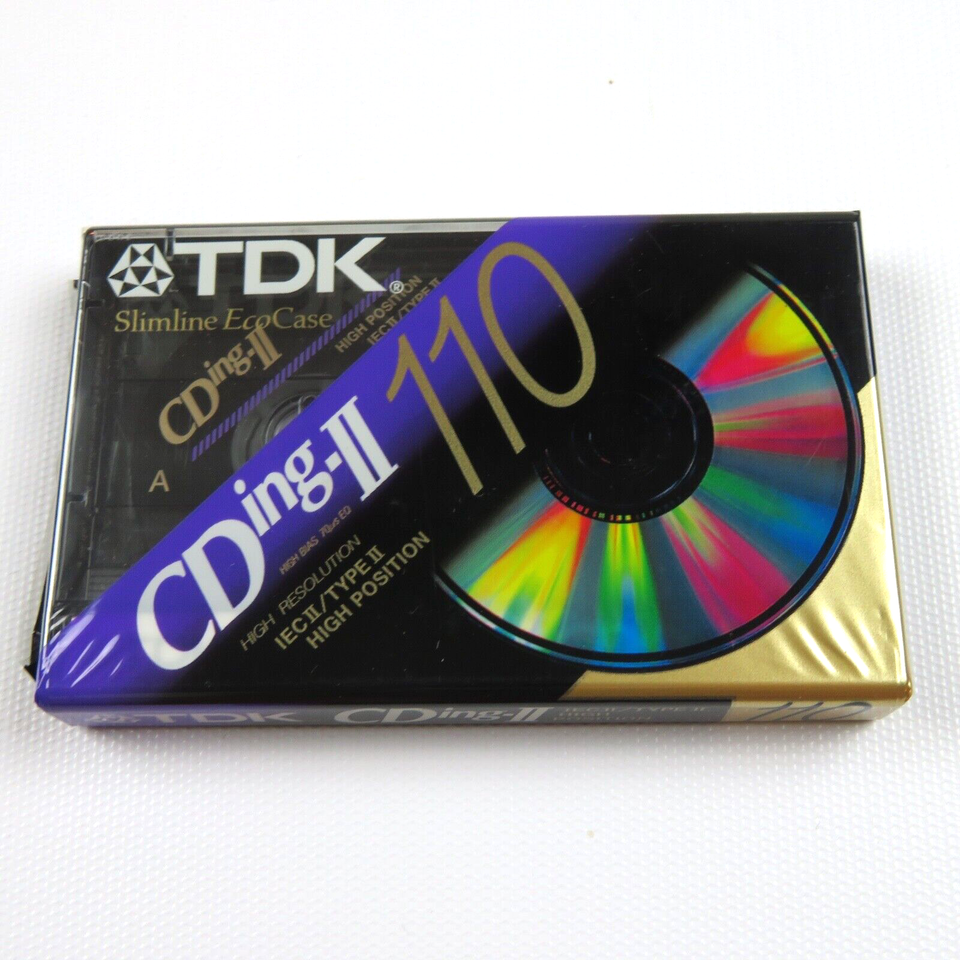 TDK®
Slimline EcoCase
CDing-II
HIGH POSITION
IECII/TYPE II
A
110
CDing-II
HIGH BIAS 70μs EQ
HIGH RESOLUTION
IECII/TYPE II
HIGH POSITION
TDK CDing-II
110